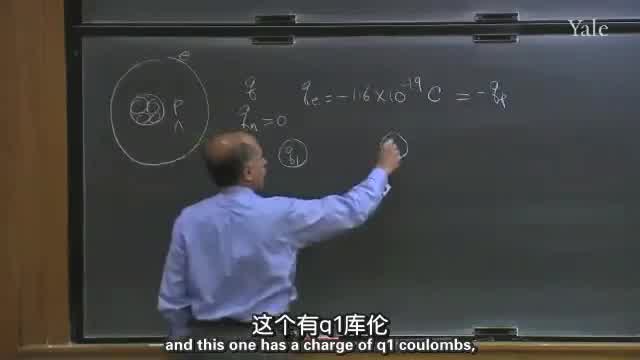 Yale
e
q
q_e = -1.6 × 10^-19 C = -q_p
p
n
q_n = 0
q_1
这个有q1库伦
and this one has a charge of q1 coulombs,